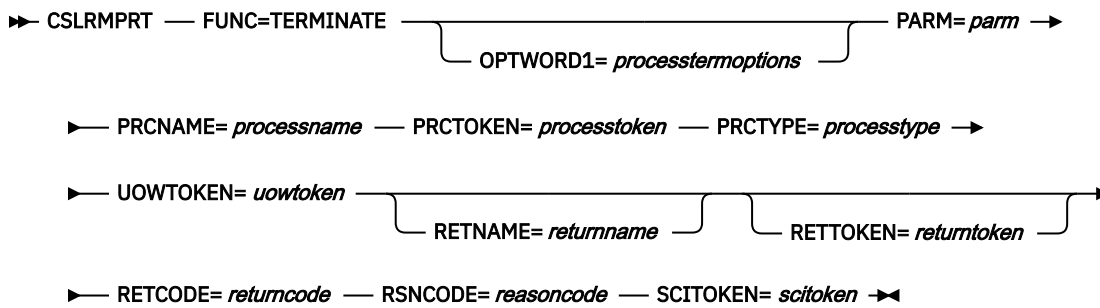 CSLRMPRT FUNC=TERMINATE PARM= parm
OPTWORD1= processtermoptions
PRCNAME= processname PRCTOKEN= processtoken PRCTYPE= processtype
UOWTOKEN= uowtoken
RETNAME= returnname RETTOKEN= returntoken
RETCODE= returncode RSNCODE= reasoncode SCITOKEN= scitoken